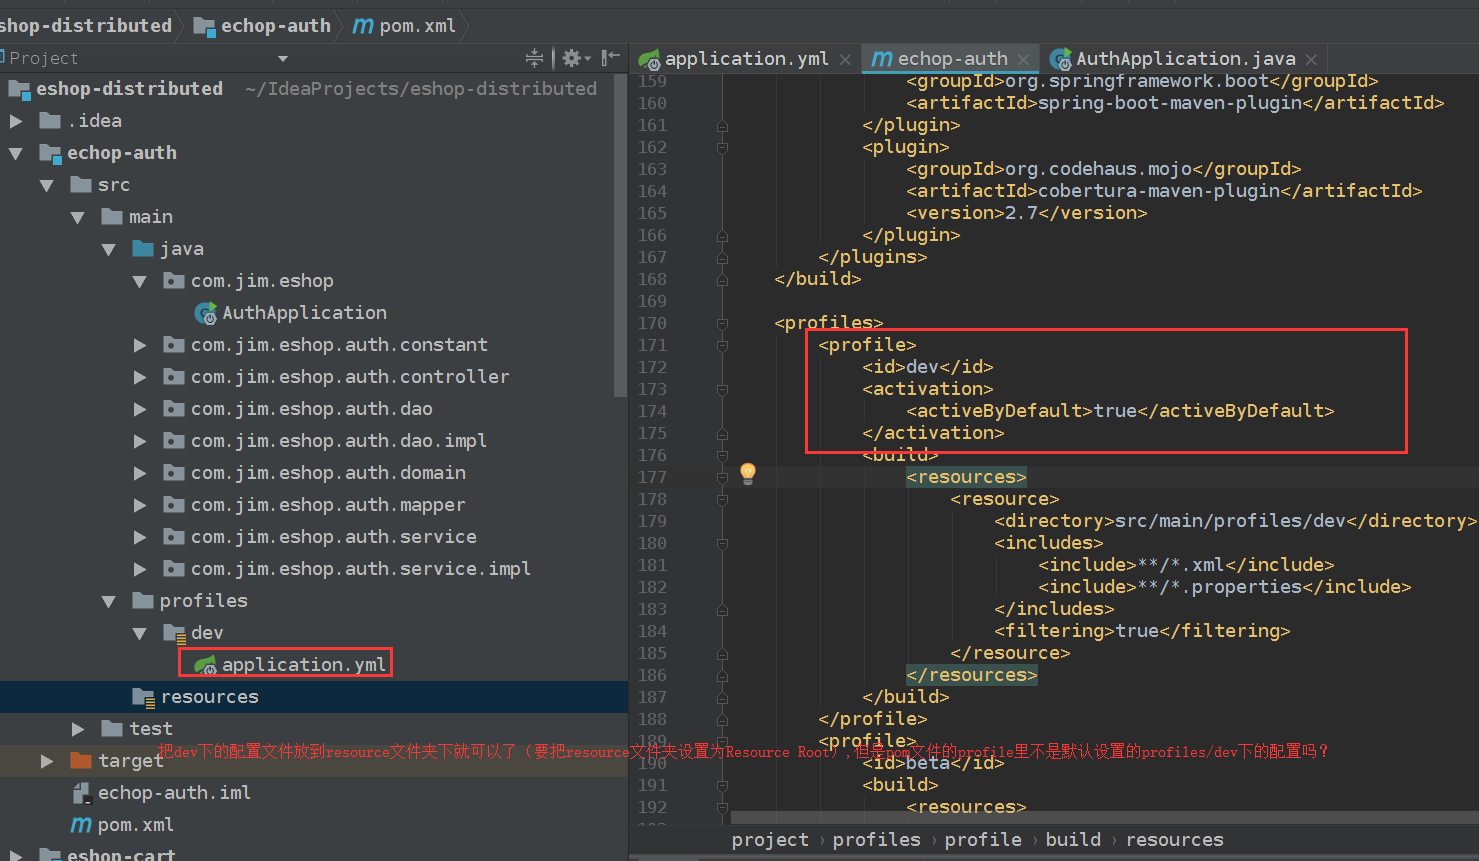 shop-distributed
echop-auth
pom.xml
Project
application.yml
echop-auth
AuthApplication.java
eshop-distributed ~/IdeaProjects/eshop-distributed
.idea
echop-auth
src
main
java
com.jim.eshop
AuthApplication
com.jim.eshop.auth.constant
com.jim.eshop.auth.controller
com.jim.eshop.auth.dao
com.jim.eshop.auth.dao.impl
com.jim.eshop.auth.domain
com.jim.eshop.auth.mapper
com.jim.eshop.auth.service
com.jim.eshop.auth.service.impl
profiles
dev
application.yml
resources
test
target
echop-auth.iml
pom.xml
eshop-cart
159 <groupId>org.springframework.boot</groupId>
160 <artifactId>spring-boot-maven-plugin</artifactId>
161 </plugin>
162 <plugin>
163 <groupId>org.codehaus.mojo</groupId>
164 <artifactId>cobertura-maven-plugin</artifactId>
165 <version>2.7</version>
166 </plugin>
167 </plugins>
168 </build>
169
170 <profiles>
171 <profile>
172 <id>dev</id>
173 <activation>
174 <activeByDefault>true</activeByDefault>
175 </activation>
176 <build>
177 <resources>
178 <resource>
179 <directory>src/main/profiles/dev</directory>
180 <includes>
181 <include>**/*.xml</include>
182 <include>**/*.properties</include>
183 </includes>
184 <filtering>true</filtering>
185 </resource>
186 </resources>
187 </build>
188 </profile>
189 <profile>
把dev下的配置文件放到resource文件夹下就可以了（要把resource文件夹设置为Resource Root）,但是pom文件的profile里不是默认设置的profiles/dev下的配置吗?
190 <id>beta</id>
191 <build>
192 <resources>
project › profiles › profile › build › resources